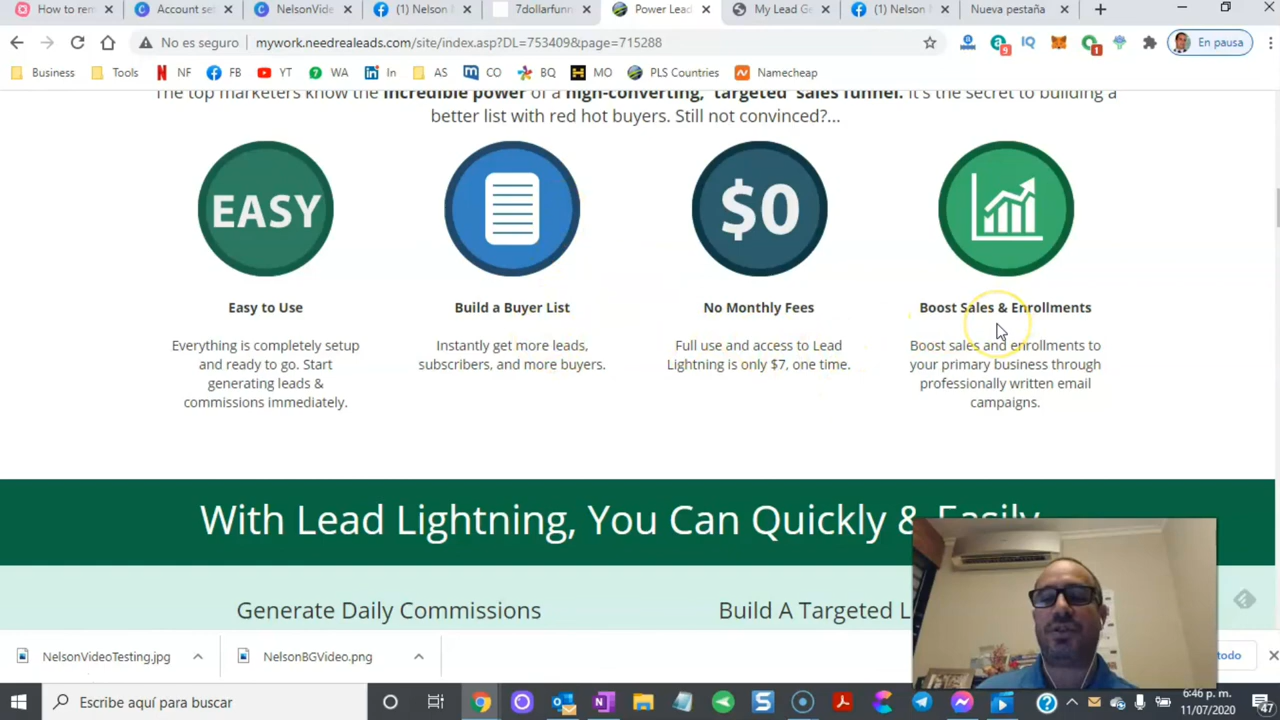 How to rem
Account se
NelsonVide
(1) Nelson
7dollarfunn
Power Lead
My Lead Ge
(1) Nelson
Nueva pestaña
No es seguro
mywork.needrealeads.com/site/index.asp?DL=753409&page=715288
9
IQ
1
En pausa
Business
Tools
NF
FB
YT
WA
In
AS
CO
BQ
MO
PLS Countries
Namecheap
The top marketers know the incredible power of a high-converting, "targeted" sales funnel. It's the secret to building a
better list with red hot buyers. Still not convinced?...
EASY
$0
Easy to Use
Build a Buyer List
No Monthly Fees
Boost Sales & Enrollments
Everything is completely setup
and ready to go. Start
generating leads &
commissions immediately.
Instantly get more leads,
subscribers, and more buyers.
Full use and access to Lead
Lightning is only $7, one time.
Boost sales and enrollments to
your primary business through
professionally written email
campaigns.
With Lead Lightning, You Can Quickly & Easily
Generate Daily Commissions
Build A Targeted L
NelsonVideoTesting.jpg
NelsonBGVideo.png
todo
Escribe aquí para buscar
6:46 p. m.
11/07/2020
47